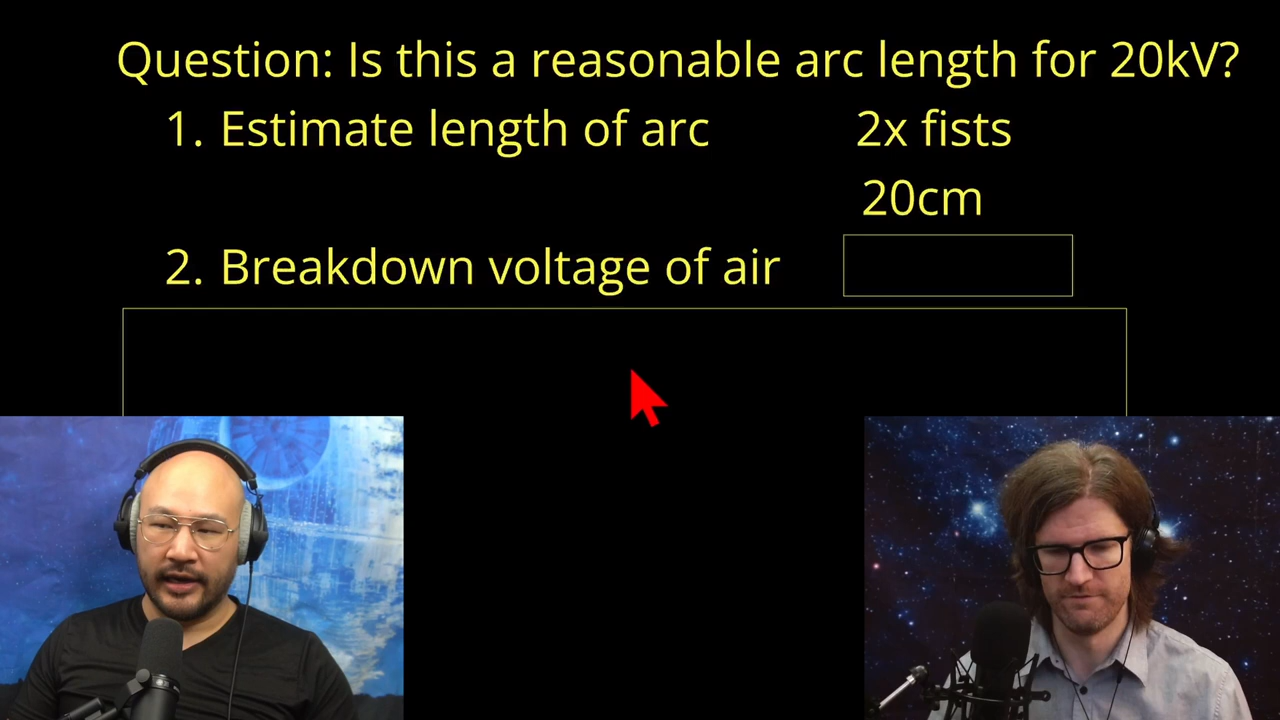 Question: Is this a reasonable arc length for 20kV?
1. Estimate length of arc 2x fists
20cm
2. Breakdown voltage of air